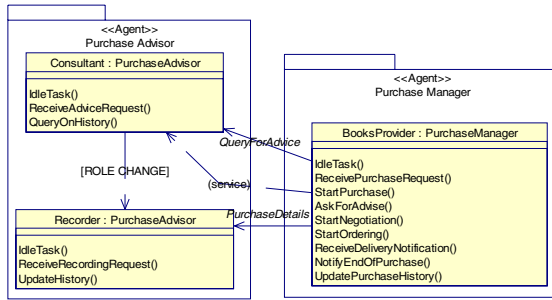 <<Agent>>
Purchase Advisor
Consultant : PurchaseAdvisor
IdleTask()
ReceiveAdviceRequest()
QueryOnHistory()
[ROLE CHANGE]
Recorder : PurchaseAdvisor
IdleTask()
ReceiveRecordingRequest()
UpdateHistory()
QueryForAdvice
(service)
PurchaseDetails
<<Agent>>
Purchase Manager
BooksProvider : PurchaseManager
IdleTask()
ReceivePurchaseRequest()
StartPurchase()
AskForAdvise()
StartNegotiation()
StartOrdering()
ReceiveDeliveryNotification()
NotifyEndOfPurchase()
UpdatePurchaseHistory()